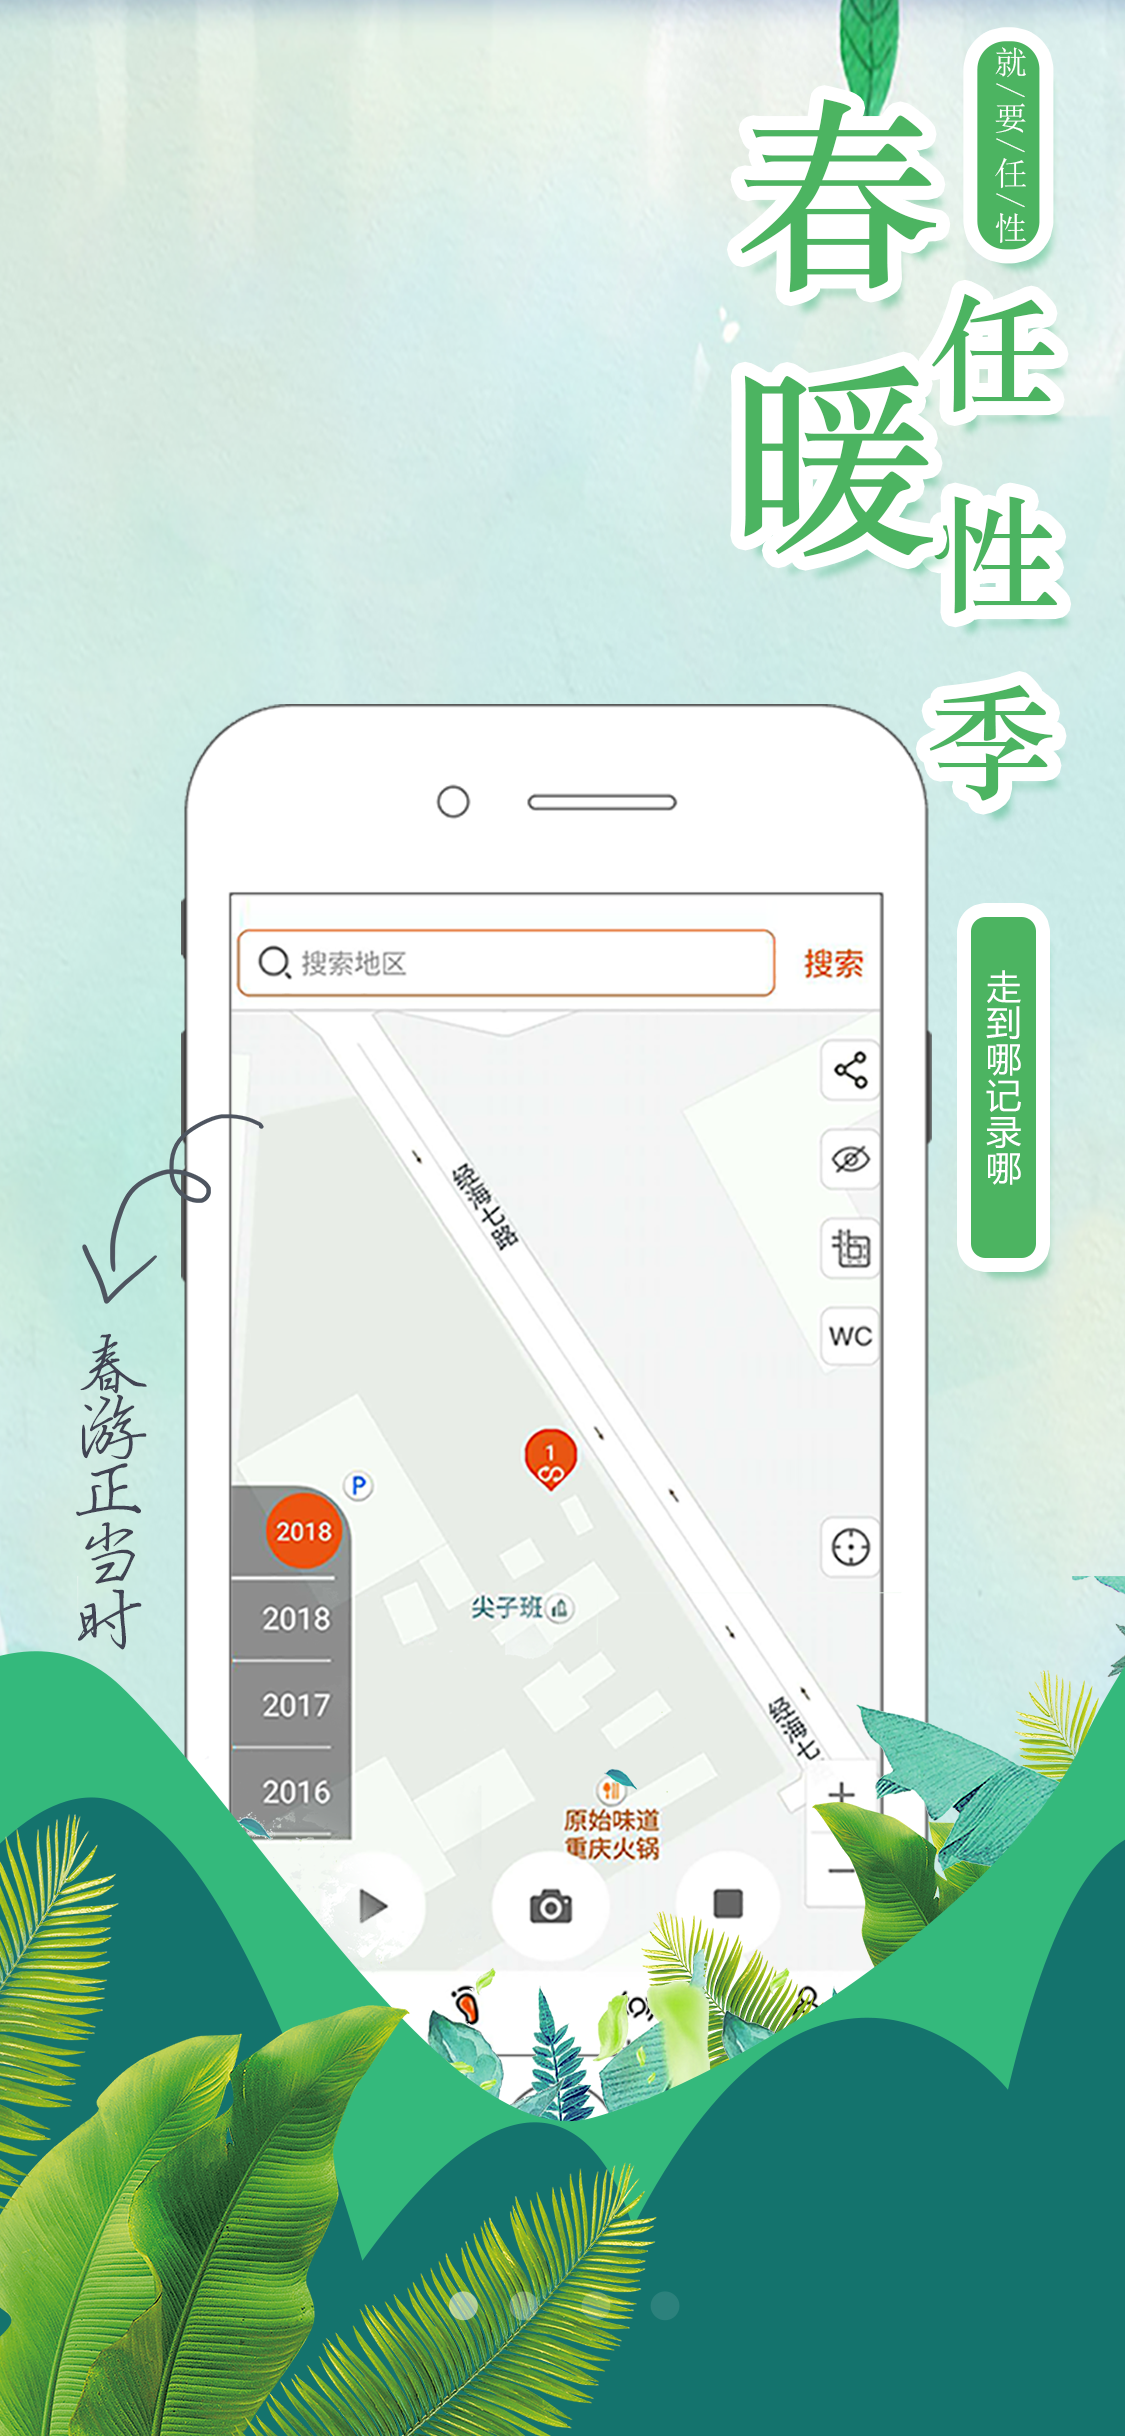 就/要/任/性
春暖
任性季
走到哪记录哪
搜索地区
搜索
经海七路
WC
1
P
2018
2018
2017
2016
尖子班
经海七
原始味道
重庆火锅
春游正当时